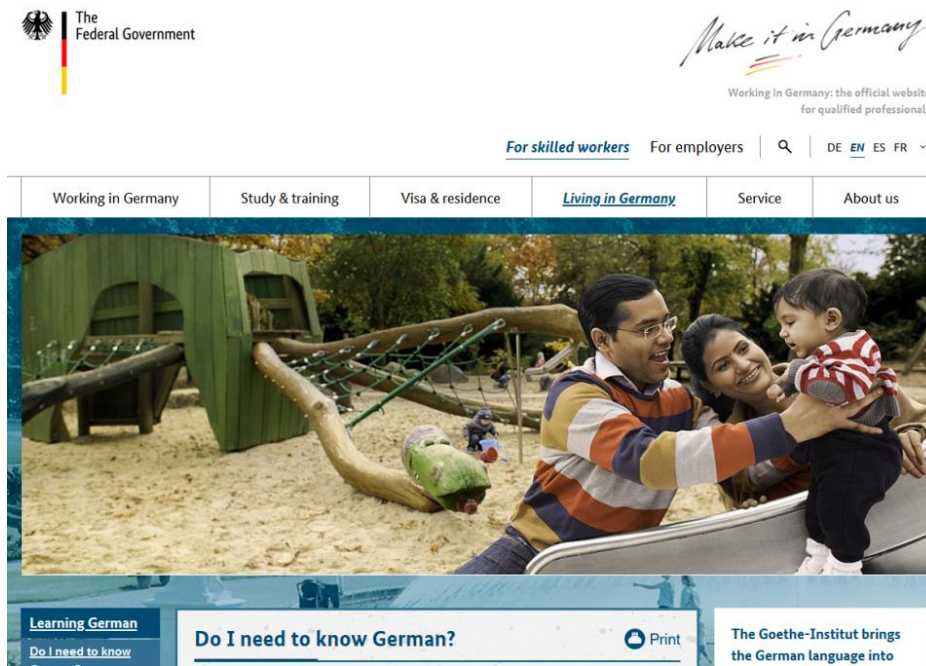 The
Federal Government
Make it in Germany
Working in Germany: the official website
for qualified professional
For skilled workers For employers DE EN ES FR
Working in Germany Study & training Visa & residence Living in Germany Service About us
Learning German
Do I need to know
Do I need to know German?
Print
The Goethe-Institut brings
the German language into